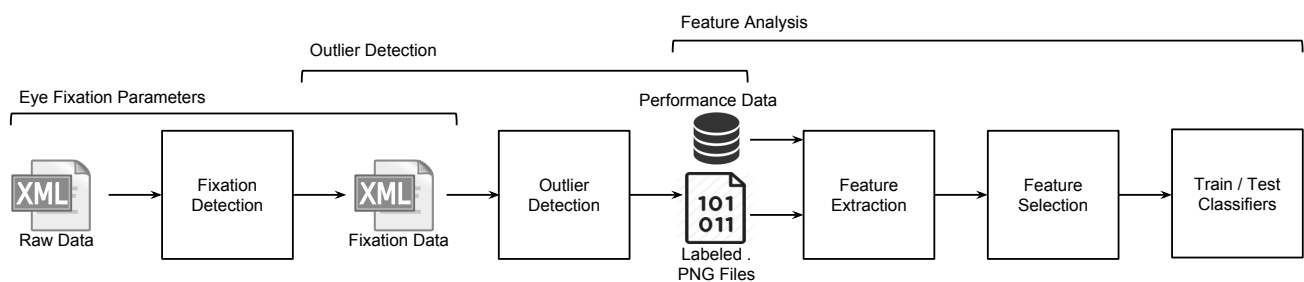 Feature Analysis
Outlier Detection
Eye Fixation Parameters
Performance Data
XML
Raw Data
Fixation
Detection
XML
Fixation Data
Outlier
Detection
101
011
Labeled .
PNG Files
Feature
Extraction
Feature
Selection
Train / Test
Classifiers